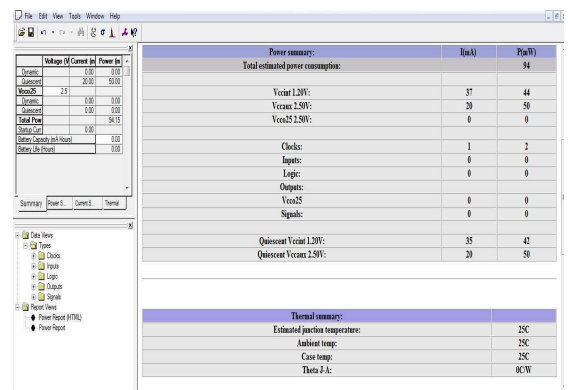 File Edit View Tools Window Help
Voltage (V Current (m Power (m
Dynamic 0.00 0.00
Quiescent 20.00 50.00
Vcco25 2.5
Dynamic 0.00 0.00
Quiescent 0.00 0.00
Total Pow 94.15
Startup Curr 0.00
Battery Capacity (mA Hours) 0.00
Battery Life (Hours) 0.00
Summary Power S... Current S... Thermal
Data Views
Types
Clocks
Inputs
Logic
Outputs
Signals
Report Views
Power Report (HTML)
Power Report
Power summary: I(mA) P(mW)
Total estimated power consumption: 94
Vccint 1.20V: 37 44
Vccaux 2.50V: 20 50
Vcco25 2.50V: 0 0
Clocks: 1 2
Inputs: 0 0
Logic: 0 0
Outputs:
Vcco25 0 0
Signals: 0 0
Quiescent Vccint 1.20V: 35 42
Quiescent Vccaux 2.50V: 20 50
Thermal summary:
Estimated junction temperature: 25C
Ambient temp: 25C
Case temp: 25C
Theta J-A: 0C/W